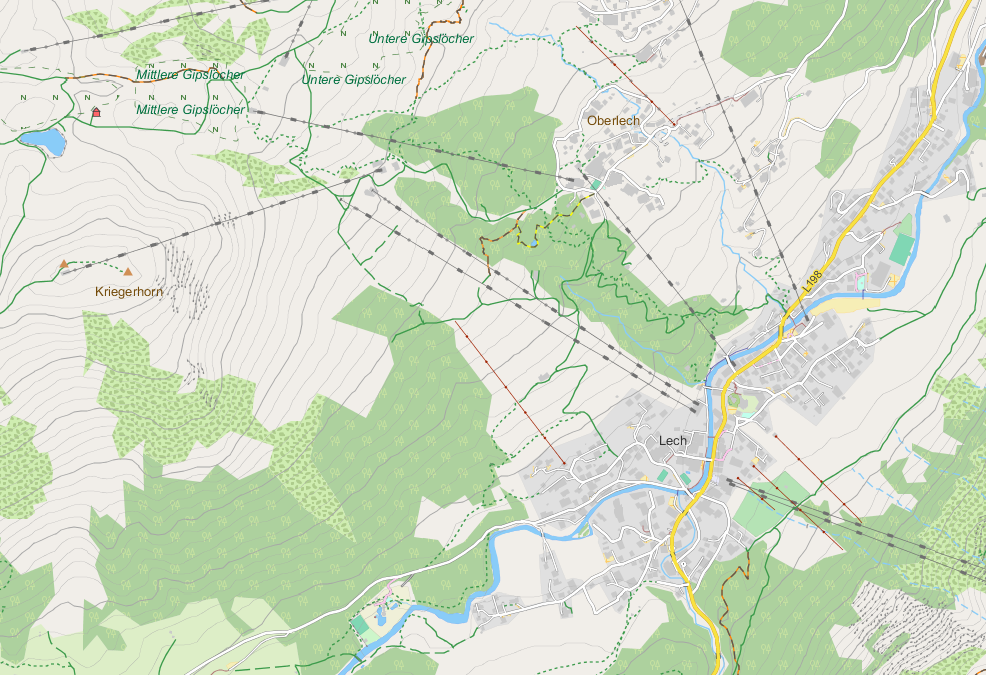 Untere Gipslöcher
Mittlere Gipslöcher
Untere Gipslöcher
Mittlere Gipslöcher
Oberlech
L198
Kriegerhorn
Lech